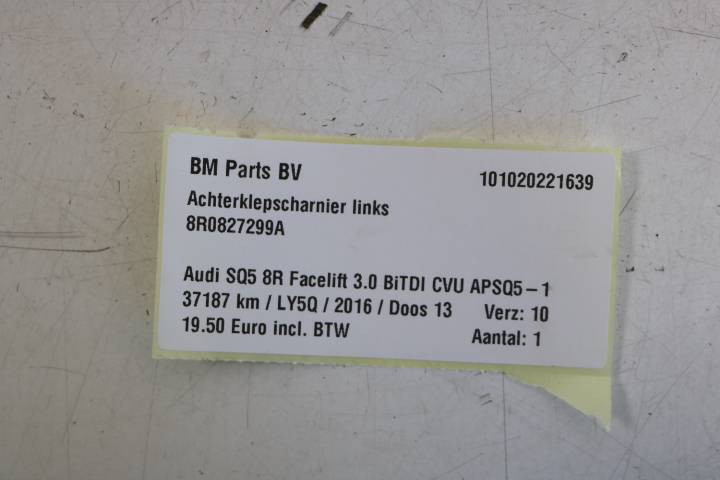 BM Parts BV 101020221639
Achterklepscharnier links
8R0827299A
Audi SQ5 8R Facelift 3.0 BiTDI CVU APSQ5-1
37187 km / LY5Q / 2016 / Doos 13 Verz: 10
19.50 Euro incl. BTW Aantal: 1